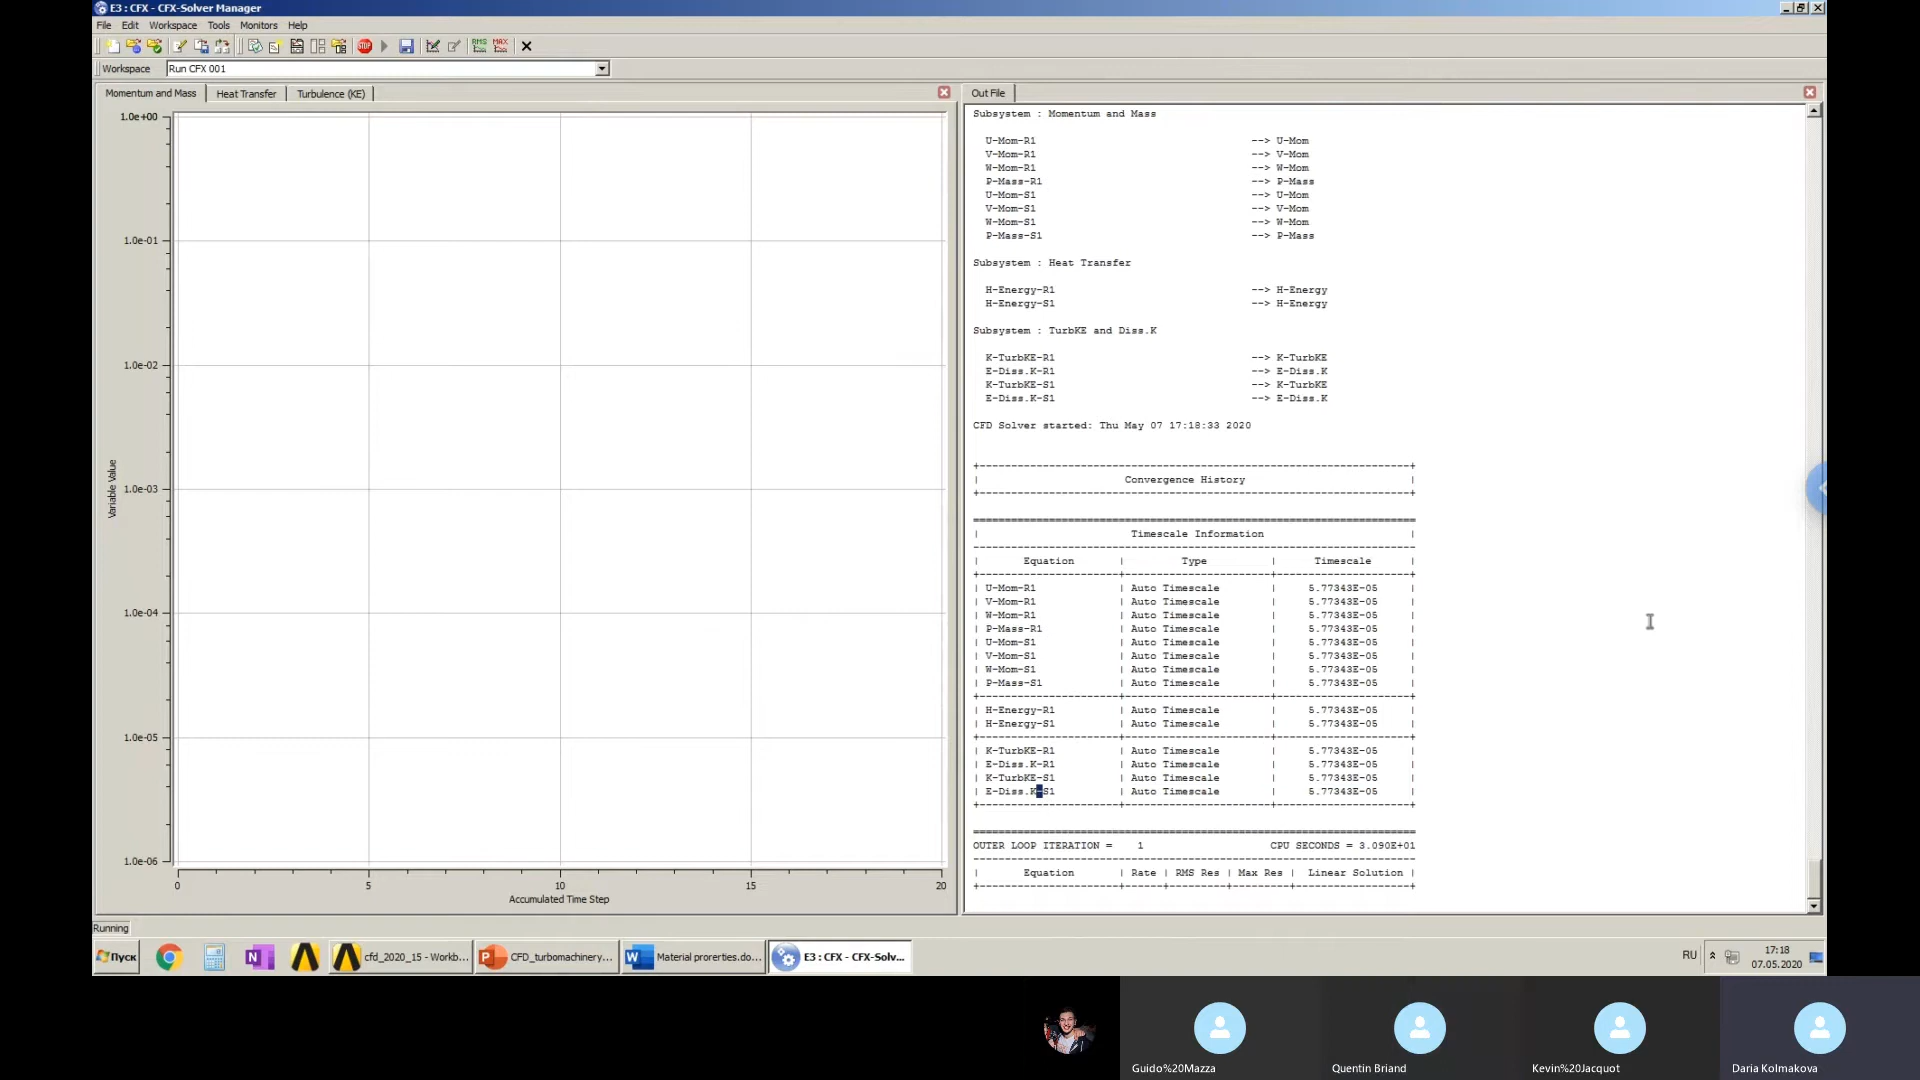 E3 : CFX - CFX-Solver Manager
File Edit Workspace Tools Monitors Help
STOP RMS MAX
Workspace Run CFX 001
Momentum and Mass Heat Transfer Turbulence (KE)
1.0e+00
1.0e-01
1.0e-02
1.0e-03
1.0e-04
1.0e-05
1.0e-06
Variable Value
0 5 10 15 20
Accumulated Time Step
Out File
Subsystem : Momentum and Mass
U-Mom-R1 --> U-Mom
V-Mom-R1 --> V-Mom
W-Mom-R1 --> W-Mom
P-Mass-R1 --> P-Mass
U-Mom-S1 --> U-Mom
V-Mom-S1 --> V-Mom
W-Mom-S1 --> W-Mom
P-Mass-S1 --> P-Mass
Subsystem : Heat Transfer
H-Energy-R1 --> H-Energy
H-Energy-S1 --> H-Energy
Subsystem : TurbKE and Diss.K
K-TurbKE-R1 --> K-TurbKE
E-Diss.K-R1 --> E-Diss.K
K-TurbKE-S1 --> K-TurbKE
E-Diss.K-S1 --> E-Diss.K
CFD Solver started: Thu May 07 17:18:33 2020
+--------------------------------------------------------------------+
| Convergence History |
+--------------------------------------------------------------------+
======================================================================
| Timescale Information |
----------------------------------------------------------------------
| Equation | Type | Timescale |
+----------------------+-----------------------+---------------------+
| U-Mom-R1 | Auto Timescale | 5.77343E-05 |
| V-Mom-R1 | Auto Timescale | 5.77343E-05 |
| W-Mom-R1 | Auto Timescale | 5.77343E-05 |
| P-Mass-R1 | Auto Timescale | 5.77343E-05 |
| U-Mom-S1 | Auto Timescale | 5.77343E-05 |
| V-Mom-S1 | Auto Timescale | 5.77343E-05 |
| W-Mom-S1 | Auto Timescale | 5.77343E-05 |
| P-Mass-S1 | Auto Timescale | 5.77343E-05 |
+----------------------+-----------------------+---------------------+
| H-Energy-R1 | Auto Timescale | 5.77343E-05 |
| H-Energy-S1 | Auto Timescale | 5.77343E-05 |
+----------------------+-----------------------+---------------------+
| K-TurbKE-R1 | Auto Timescale | 5.77343E-05 |
| E-Diss.K-R1 | Auto Timescale | 5.77343E-05 |
| K-TurbKE-S1 | Auto Timescale | 5.77343E-05 |
| E-Diss.K-S1 | Auto Timescale | 5.77343E-05 |
+----------------------+-----------------------+---------------------+
======================================================================
OUTER LOOP ITERATION = 1 CPU SECONDS = 3.090E+01
----------------------------------------------------------------------
| Equation | Rate | RMS Res | Max Res | Linear Solution |
+----------------------+------+---------+---------+------------------+
Running
Пуск cfd_2020_15 - Workb... CFD_turbomachinery... Material prorerties.do... E3 : CFX - CFX-Solv... RU 17:18
07.05.2020
Guido%20Mazza Quentin Briand Kevin%20Jacquot Daria Kolmakova